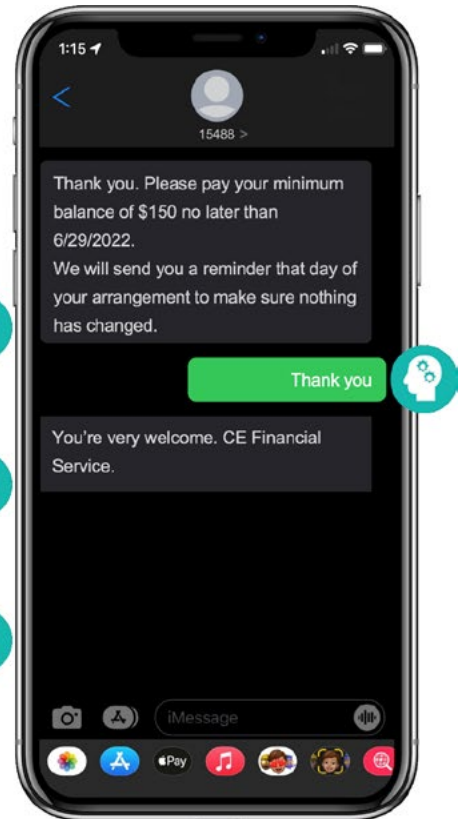 1:15
15488 >
Thank you. Please pay your minimum
balance of $150 no later than
6/29/2022.
We will send you a reminder that day of
your arrangement to make sure nothing
has changed.
Thank you
You're very welcome. CE Financial
Service.
iMessage
Pay